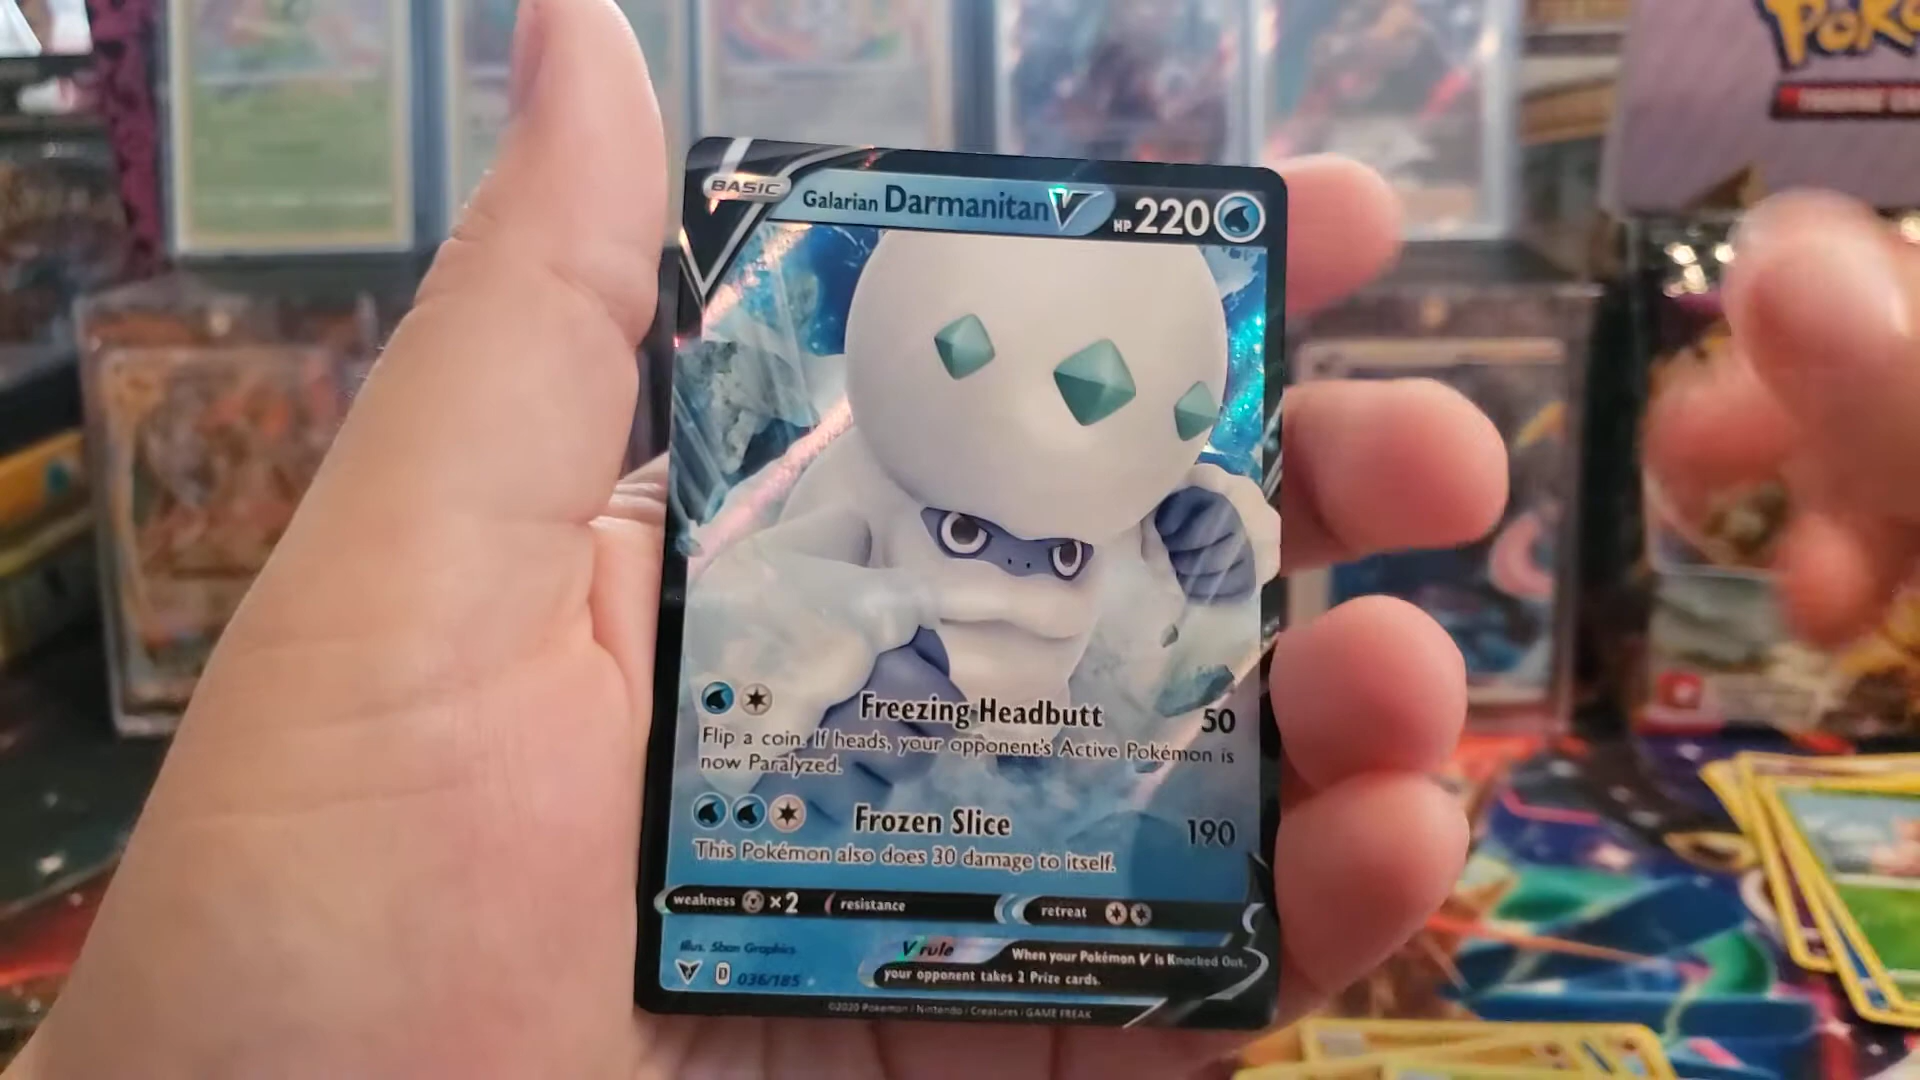 BASIC
Galarian Darmanitan V HP 220
Freezing Headbutt 50
Flip a coin. If heads, your opponent's Active Pokémon is
now Paralyzed.
Frozen Slice 190
This Pokémon also does 30 damage to itself.
weakness ×2 resistance retreat
Illus. Sban Graphics
V rule When your Pokémon V is Knocked Out,
your opponent takes 2 Prize cards.
D 036/185
©2020 Pokémon / Nintendo / Creatures / GAME FREAK